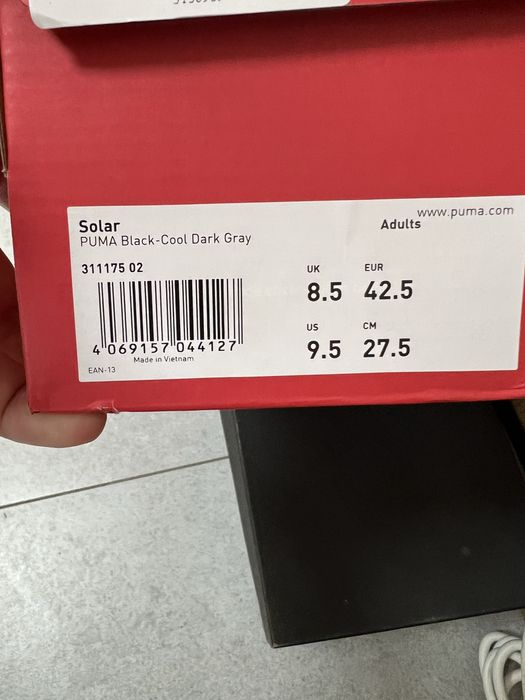 www.puma.com
Solar
Adults
PUMA Black-Cool Dark Gray
311175 02
UK EUR
8.5 42.5
US CM
9.5 27.5
4 069157 044127
Made in Vietnam
EAN-13